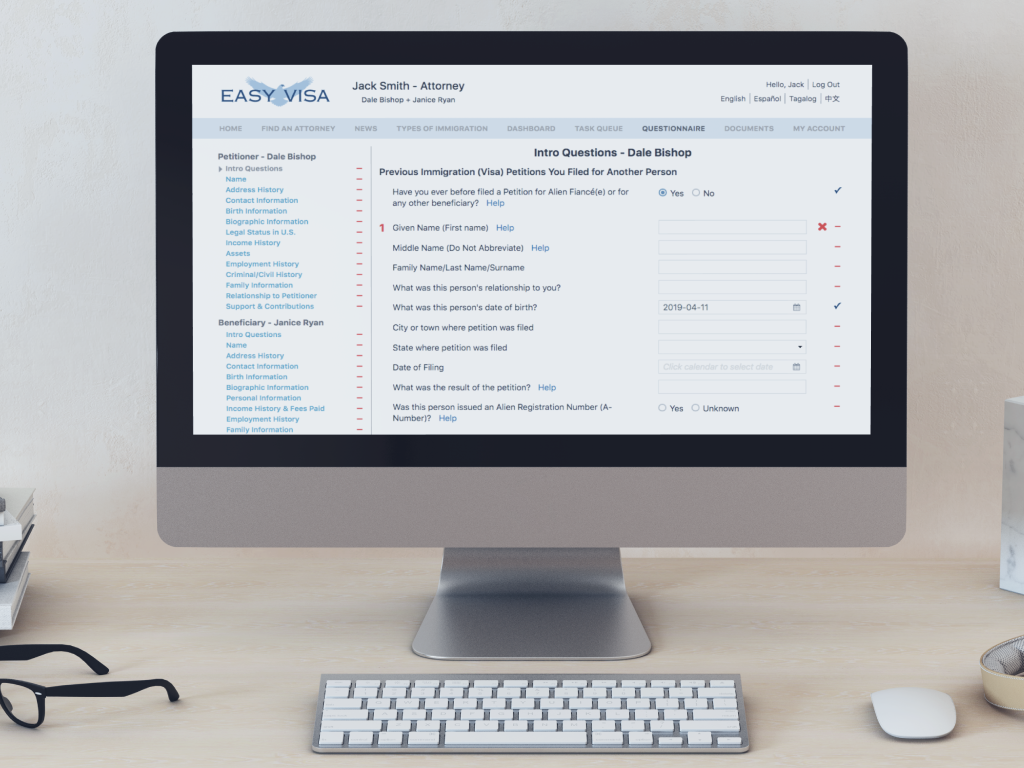 EASY VISA
Jack Smith - Attorney
Dale Bishop + Janice Ryan
Hello, Jack | Log Out
English | Español | Tagalog | 中文
HOME FIND AN ATTORNEY NEWS TYPES OF IMMIGRATION DASHBOARD TASK QUEUE QUESTIONNAIRE DOCUMENTS MY ACCOUNT
Petitioner - Dale Bishop
Intro Questions
Name
Address History
Contact Information
Birth Information
Biographic Information
Legal Status in U.S.
Income History
Assets
Employment History
Criminal/Civil History
Family Information
Relationship to Petitioner
Support & Contributions
Beneficiary - Janice Ryan
Intro Questions
Name
Address History
Contact Information
Birth Information
Biographic Information
Personal Information
Income History & Fees Paid
Employment History
Family Information
Intro Questions - Dale Bishop
Previous Immigration (Visa) Petitions You Filed for Another Person
Have you ever before filed a Petition for Alien Fiancé(e) or for
any other beneficiary? Help
Yes No
1 Given Name (First name) Help
Middle Name (Do Not Abbreviate) Help
Family Name/Last Name/Surname
What was this person's relationship to you?
What was this person's date of birth? 2019-04-11
City or town where petition was filed
State where petition was filed
Date of Filing Click calendar to select date
What was the result of the petition? Help
Was this person issued an Alien Registration Number (A-
Number)? Help
Yes Unknown